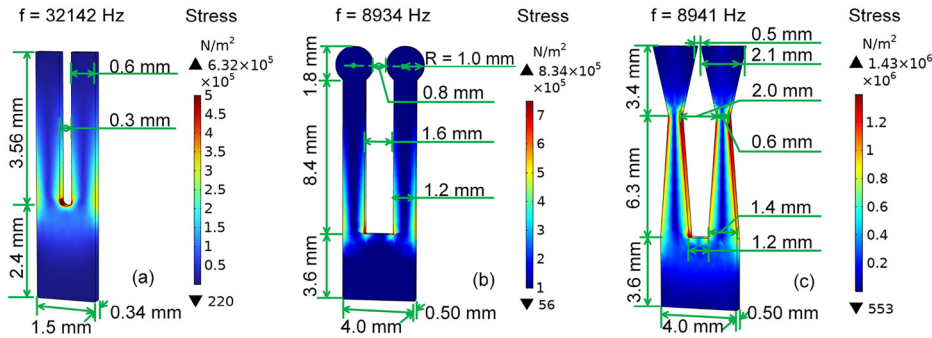 f = 32142 Hz
Stress
N/m²
▲ 6.32×10⁵
×10⁵
5
4.5
4
3.5
3
2.5
2
1.5
1
0.5
▼ 220
0.6 mm
0.3 mm
3.56 mm
2.4 mm
(a)
0.34 mm
1.5 mm
f = 8934 Hz
Stress
N/m²
▲ 8.34×10⁵
×10⁵
7
6
5
4
3
2
1
▼ 56
R = 1.0 mm
1.8 mm
0.8 mm
1.6 mm
8.4 mm
1.2 mm
3.6 mm
(b)
0.50 mm
4.0 mm
f = 8941 Hz
Stress
N/m²
▲ 1.43×10⁶
×10⁶
1.2
1
0.8
0.6
0.4
0.2
▼ 553
0.5 mm
2.1 mm
3.4 mm
2.0 mm
0.6 mm
6.3 mm
1.4 mm
1.2 mm
3.6 mm
(c)
0.50 mm
4.0 mm